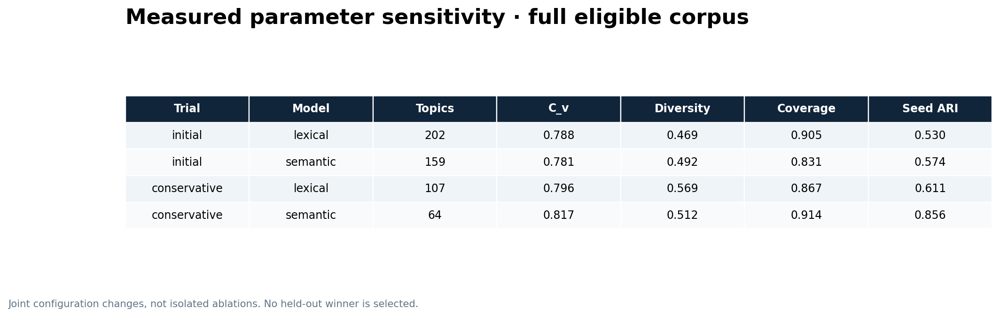 Measured parameter sensitivity · full eligible corpus
Trial Model Topics C_v Diversity Coverage Seed ARI
initial lexical 202 0.788 0.469 0.905 0.530
initial semantic 159 0.781 0.492 0.831 0.574
conservative lexical 107 0.796 0.569 0.867 0.611
conservative semantic 64 0.817 0.512 0.914 0.856
Joint configuration changes, not isolated ablations. No held-out winner is selected.